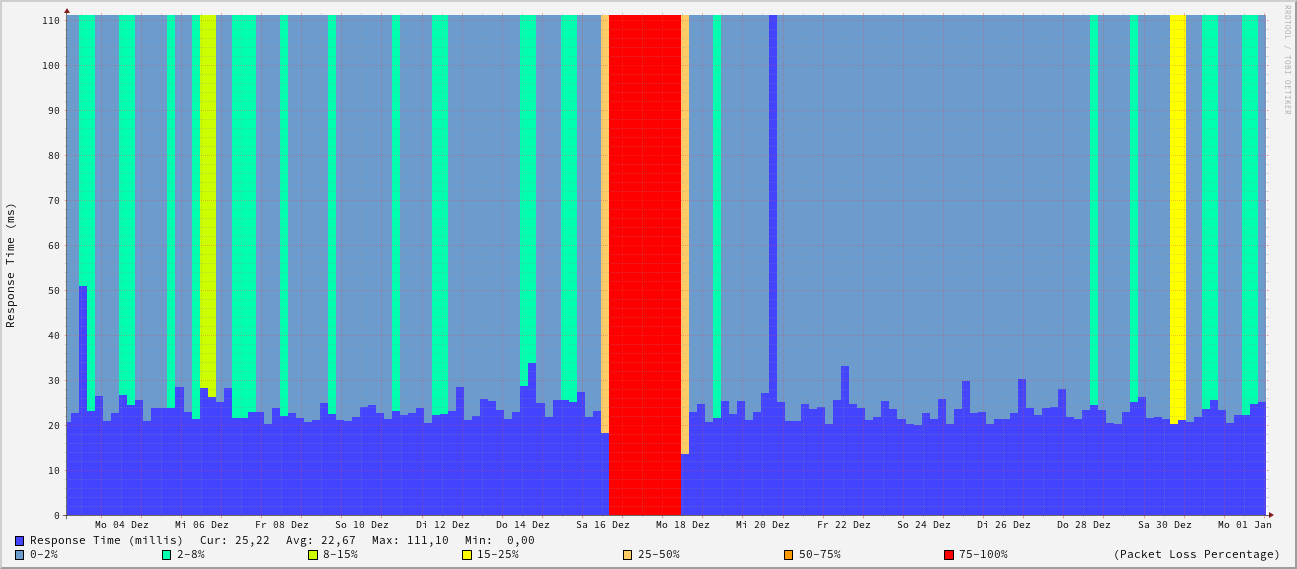 RRDTOOL / TOBI OETIKER
Response Time (ms)
110
100
90
80
70
60
50
40
30
20
10
0
Mo 04 Dez Mi 06 Dez Fr 08 Dez So 10 Dez Di 12 Dez Do 14 Dez Sa 16 Dez Mo 18 Dez Mi 20 Dez Fr 22 Dez So 24 Dez Di 26 Dez Do 28 Dez Sa 30 Dez Mo 01 Jan
Response Time (millis) Cur: 25,22 Avg: 22,67 Max: 111,10 Min: 0,00
0-2% 2-8% 8-15% 15-25% 25-50% 50-75% 75-100% (Packet Loss Percentage)